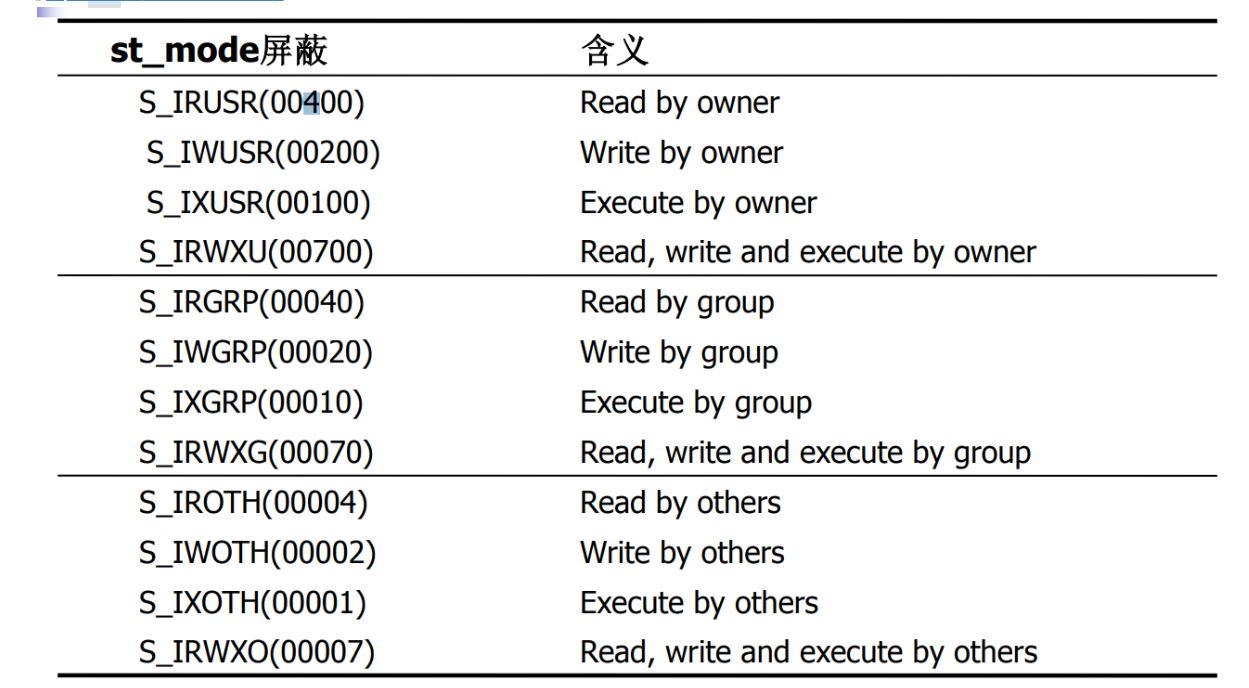 st_mode屏蔽 含义
S_IRUSR(00400) Read by owner
S_IWUSR(00200) Write by owner
S_IXUSR(00100) Execute by owner
S_IRWXU(00700) Read, write and execute by owner
S_IRGRP(00040) Read by group
S_IWGRP(00020) Write by group
S_IXGRP(00010) Execute by group
S_IRWXG(00070) Read, write and execute by group
S_IROTH(00004) Read by others
S_IWOTH(00002) Write by others
S_IXOTH(00001) Execute by others
S_IRWXO(00007) Read, write and execute by others